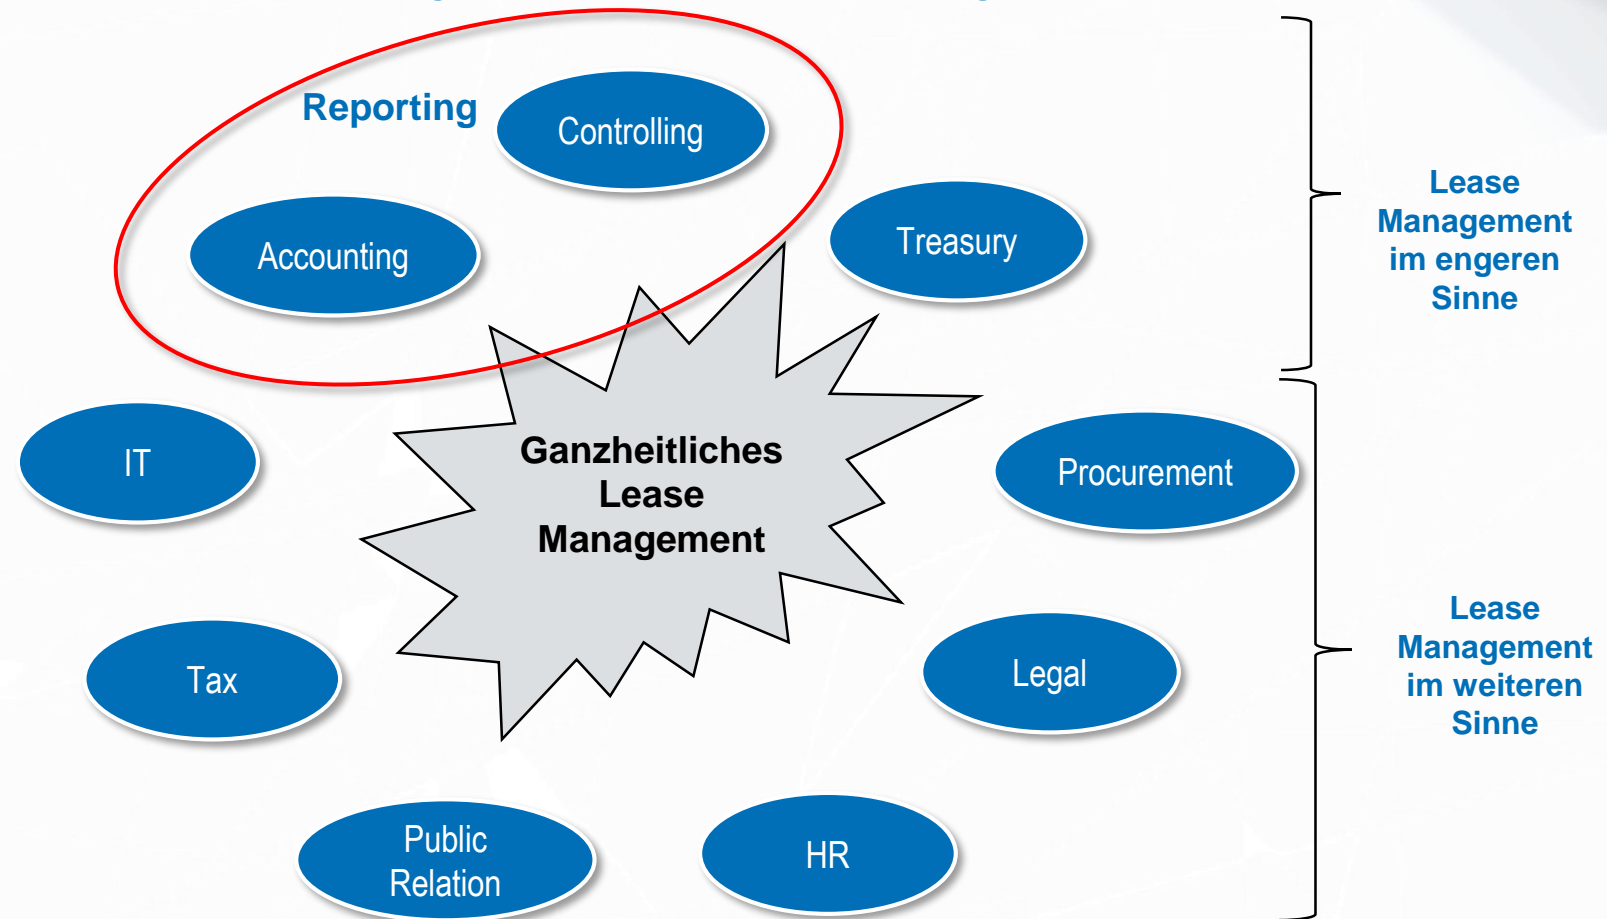 Reporting
Controlling
Accounting
Treasury
Lease
Management
im engeren
Sinne
IT
Ganzheitliches
Lease
Management
Procurement
Tax
Legal
Lease
Management
im weiteren
Sinne
Public
Relation
HR